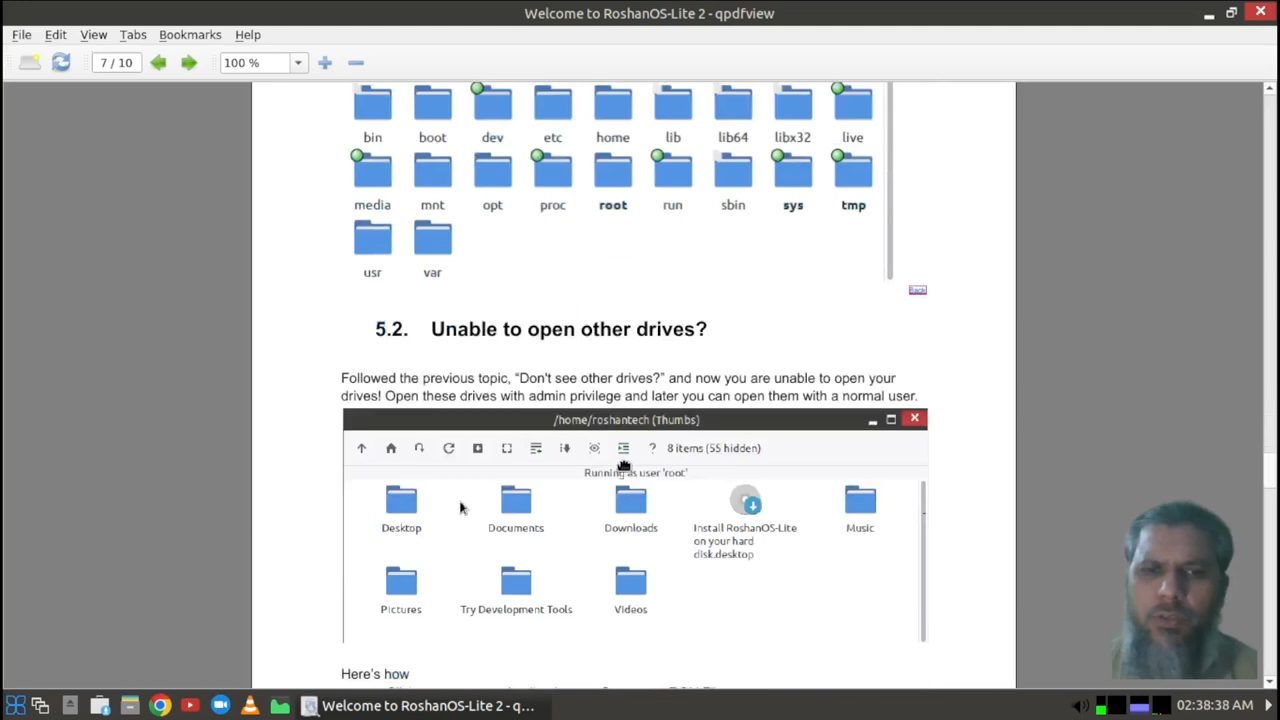 Welcome to RoshanOS-Lite 2 - qpdfview
File Edit View Tabs Bookmarks Help
7 / 10 100 %
bin boot dev etc home lib lib64 libx32 live
media mnt opt proc root run sbin sys tmp
usr var
Back
5.2. Unable to open other drives?
Followed the previous topic, “Don't see other drives?” and now you are unable to open your
drives! Open these drives with admin privilege and later you can open them with a normal user.
/home/roshantech (Thumbs)
? 8 items (55 hidden)
Running as user 'root'
Desktop Documents Downloads Install RoshanOS-Lite Music
on your hard
disk.desktop
Pictures Try Development Tools Videos
Here's how
Welcome to RoshanOS-Lite 2 - q... 02:38:38 AM